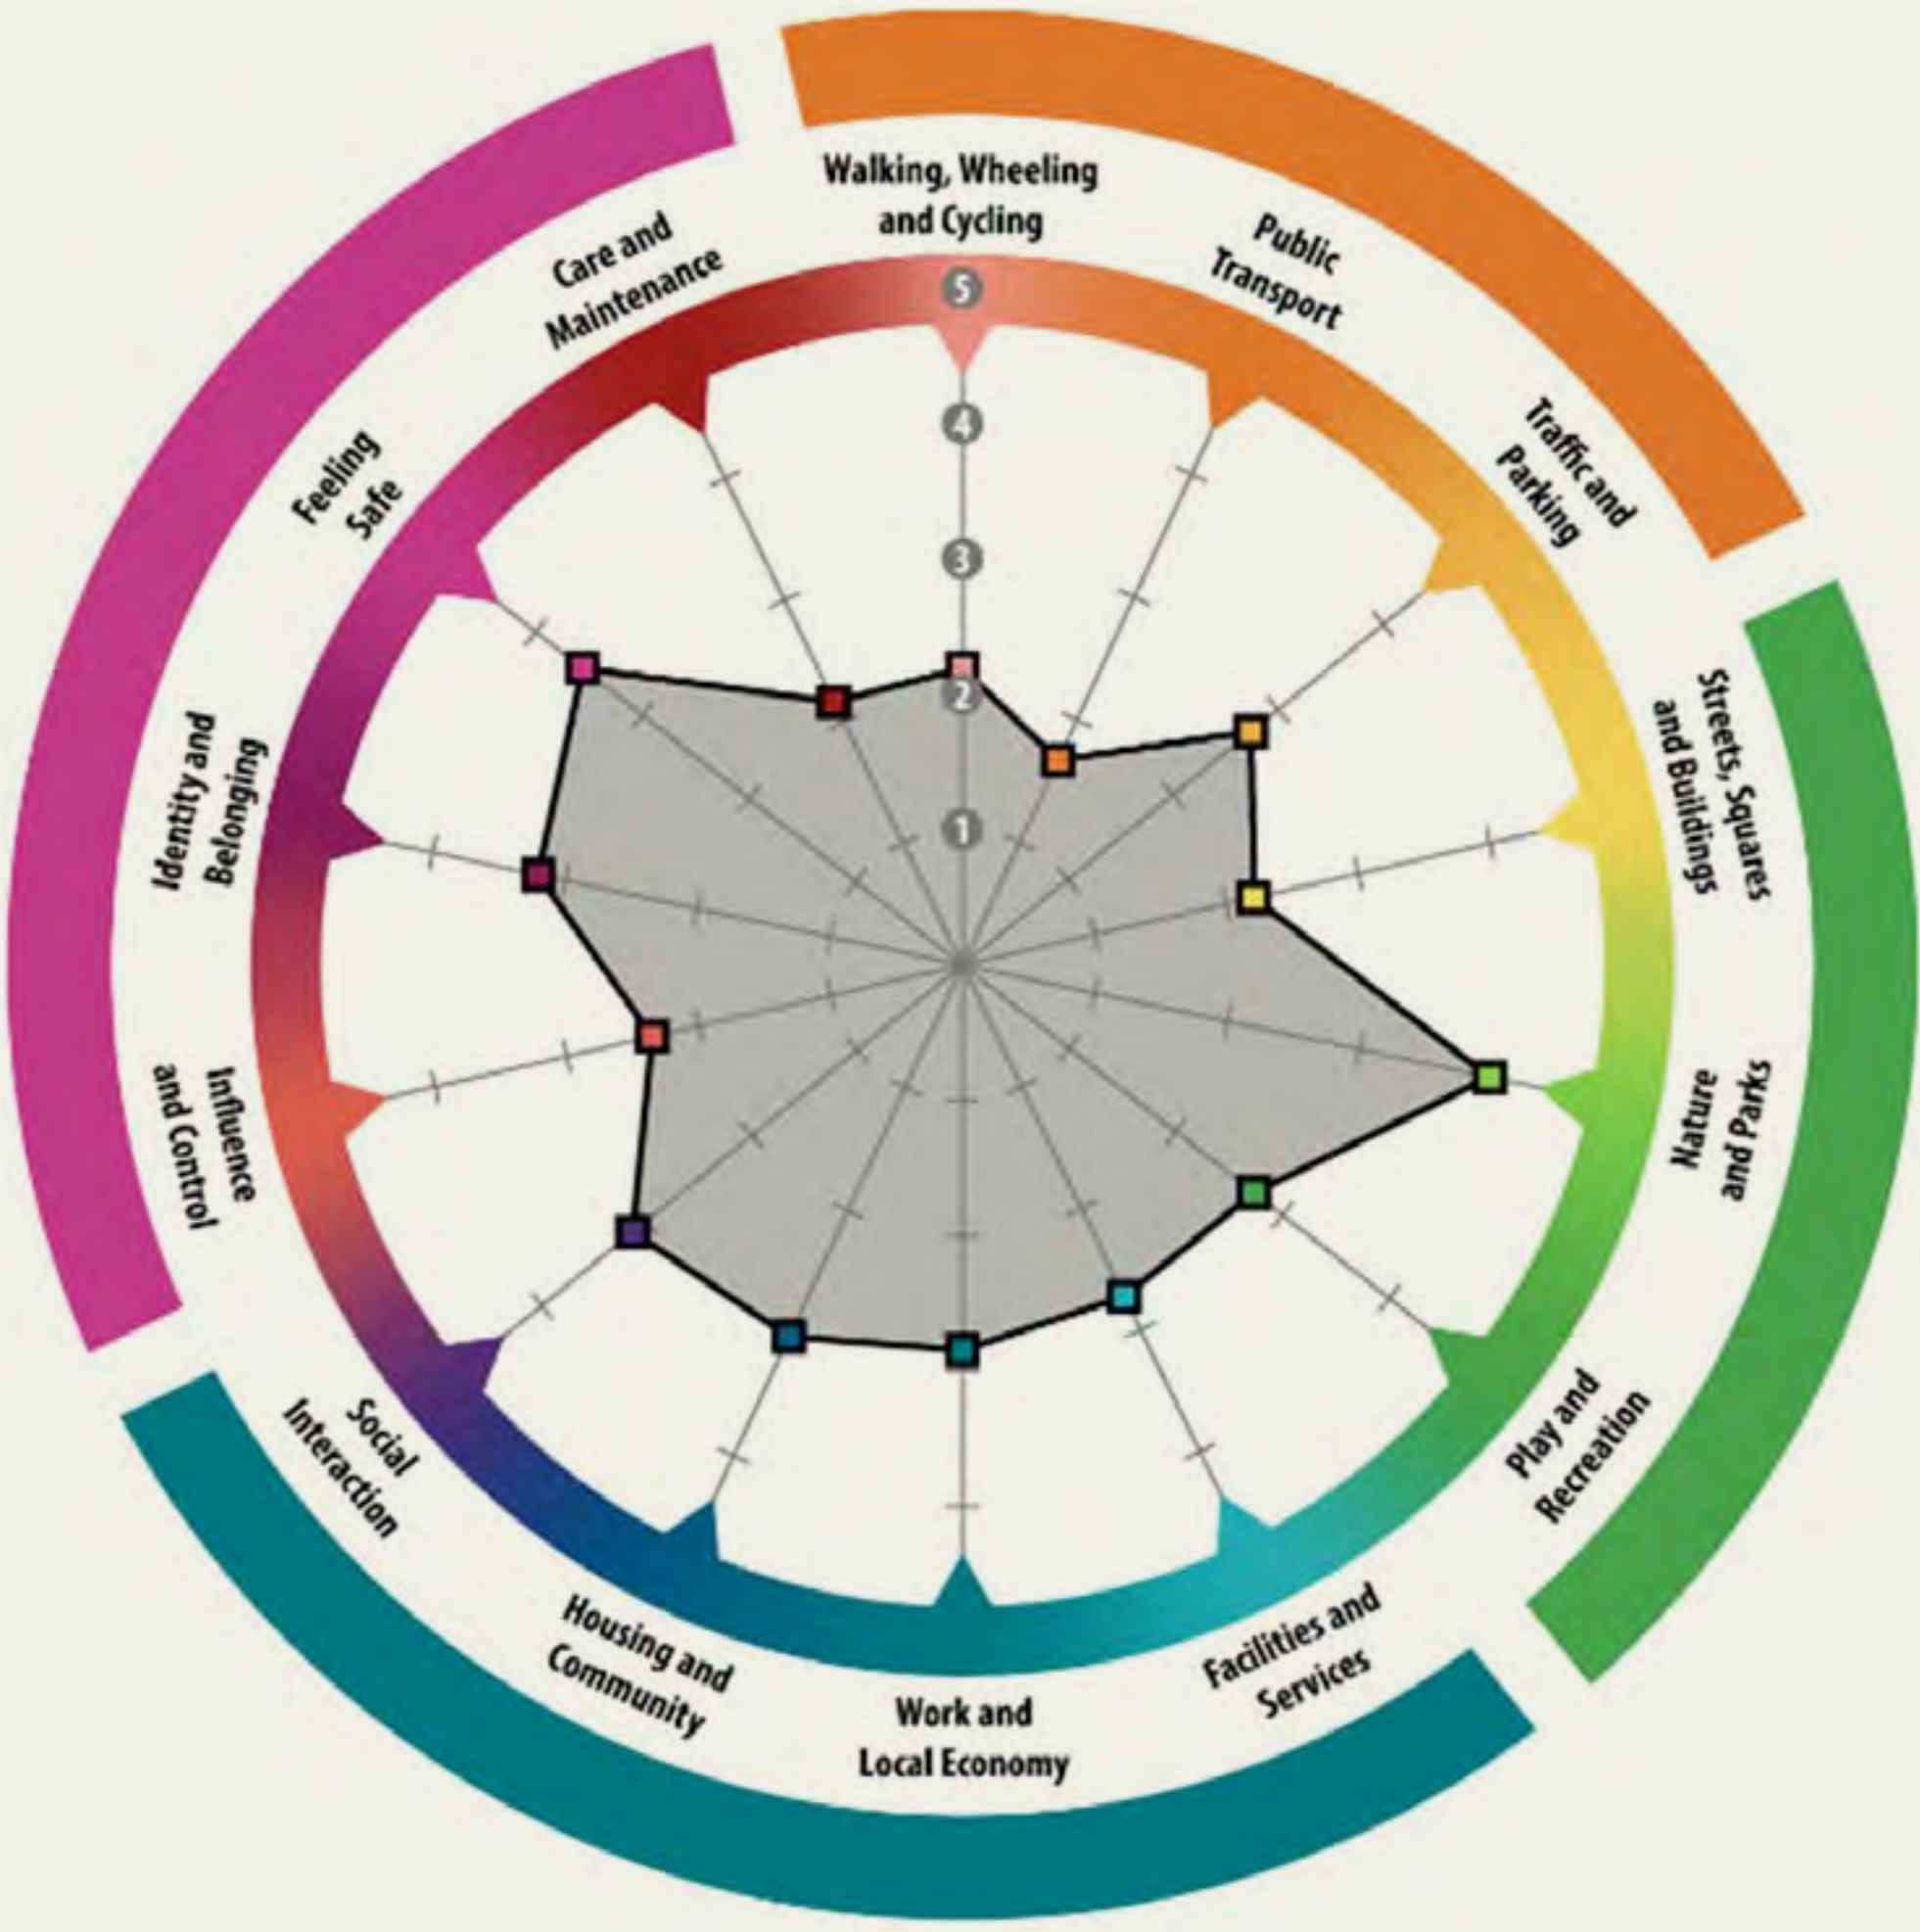 Walking, Wheeling
and Cycling
Public
Transport
Traffic and
Parking
Streets, Squares
and Buildings
Nature
and Parks
Play and
Recreation
Facilities and
Services
Work and
Local Economy
Housing and
Community
Social
Interaction
Influence
and Control
Identity and
Belonging
Feeling
Safe
Care and
Maintenance
5
4
3
2
1